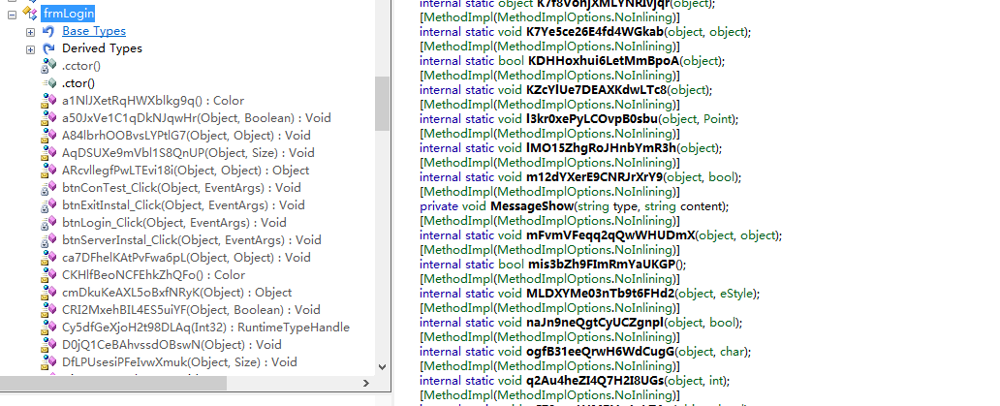 frmLogin
Base Types
Derived Types
.cctor()
.ctor()
a1NlJXetRqHWXblkg9q() : Color
a50JxVe1C1qDkNJqwHr(Object, Boolean) : Void
A84lbrhOOBvsLYPtlG7(Object, Object) : Void
AqDSUXe9mVbl1S8QnUP(Object, Size) : Void
ARcvllegfPwLTEvi18i(Object, Object) : Object
btnConTest_Click(Object, EventArgs) : Void
btnExitInstal_Click(Object, EventArgs) : Void
btnLogin_Click(Object, EventArgs) : Void
btnServerInstal_Click(Object, EventArgs) : Void
ca7DFhelKAtPvFwa6pL(Object, Object) : Void
CKHlfBeoNCFEhkZhQFo() : Color
cmDkuKeAXL5oBxfNRyK(Object) : Object
CRI2MxehBIL4ES5uiYF(Object, Boolean) : Void
Cy5dfGeXjoH2t98DLAq(Int32) : RuntimeTypeHandle
D0jQ1CeBAhvssdOBswN(Object) : Void
DfLPUsesiPFeIvwXmuk(Object, Size) : Void
internal static object K7f8VohjXMLYNRlvjqr(object);
[MethodImpl(MethodImplOptions.NoInlining)]
internal static void K7Ye5ce26E4fd4WGkab(object, object);
[MethodImpl(MethodImplOptions.NoInlining)]
internal static bool KDHHoxhui6LetMmBpoA(object);
[MethodImpl(MethodImplOptions.NoInlining)]
internal static void KZcYlUe7DEAXKdwLTc8(object);
[MethodImpl(MethodImplOptions.NoInlining)]
internal static void l3kr0xePyLCOvpB0sbu(object, Point);
[MethodImpl(MethodImplOptions.NoInlining)]
internal static void lMO15ZhgRoJHnbYmR3h(object);
[MethodImpl(MethodImplOptions.NoInlining)]
internal static void m12dYXerE9CNRJrXrY9(object, bool);
[MethodImpl(MethodImplOptions.NoInlining)]
private void MessageShow(string type, string content);
[MethodImpl(MethodImplOptions.NoInlining)]
internal static void mFvmVFeqq2qQwWHUDmX(object, object);
[MethodImpl(MethodImplOptions.NoInlining)]
internal static bool mis3bZh9FImRmYaUKGP();
[MethodImpl(MethodImplOptions.NoInlining)]
internal static void MLDXYMe03nTb9t6FHd2(object, eStyle);
[MethodImpl(MethodImplOptions.NoInlining)]
internal static void naJn9neQgtCyUCZgnpl(object, bool);
[MethodImpl(MethodImplOptions.NoInlining)]
internal static void ogfB31eeQrwH6WdCugG(object, char);
[MethodImpl(MethodImplOptions.NoInlining)]
internal static void q2Au4heZI4Q7H2I8UGs(object, int);
[MethodImpl(MethodImplOptions.NoInlining)]